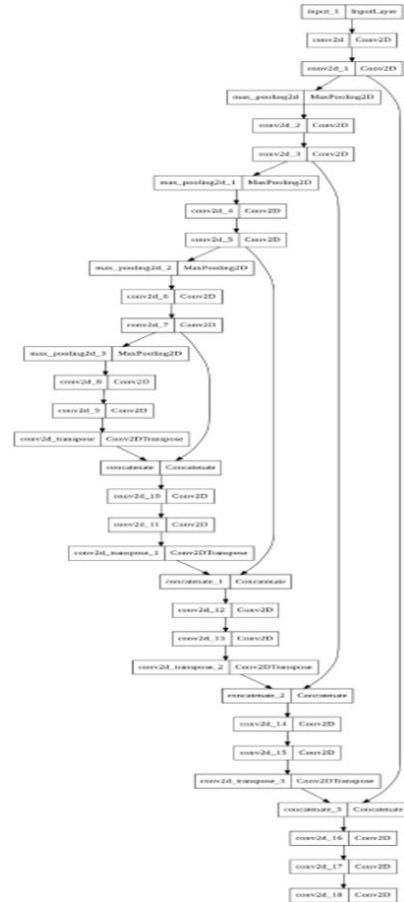 input_1 InputLayer
conv2d Conv2D
conv2d_1 Conv2D
max_pooling2d MaxPooling2D
conv2d_2 Conv2D
conv2d_3 Conv2D
max_pooling2d_1 MaxPooling2D
conv2d_4 Conv2D
conv2d_5 Conv2D
max_pooling2d_2 MaxPooling2D
conv2d_6 Conv2D
conv2d_7 Conv2D
max_pooling2d_3 MaxPooling2D
conv2d_8 Conv2D
conv2d_9 Conv2D
conv2d_transpose Conv2DTranspose
concatenate Concatenate
conv2d_10 Conv2D
conv2d_11 Conv2D
conv2d_transpose_1 Conv2DTranspose
concatenate_1 Concatenate
conv2d_12 Conv2D
conv2d_13 Conv2D
conv2d_transpose_2 Conv2DTranspose
concatenate_2 Concatenate
conv2d_14 Conv2D
conv2d_15 Conv2D
conv2d_transpose_3 Conv2DTranspose
concatenate_3 Concatenate
conv2d_16 Conv2D
conv2d_17 Conv2D
conv2d_18 Conv2D